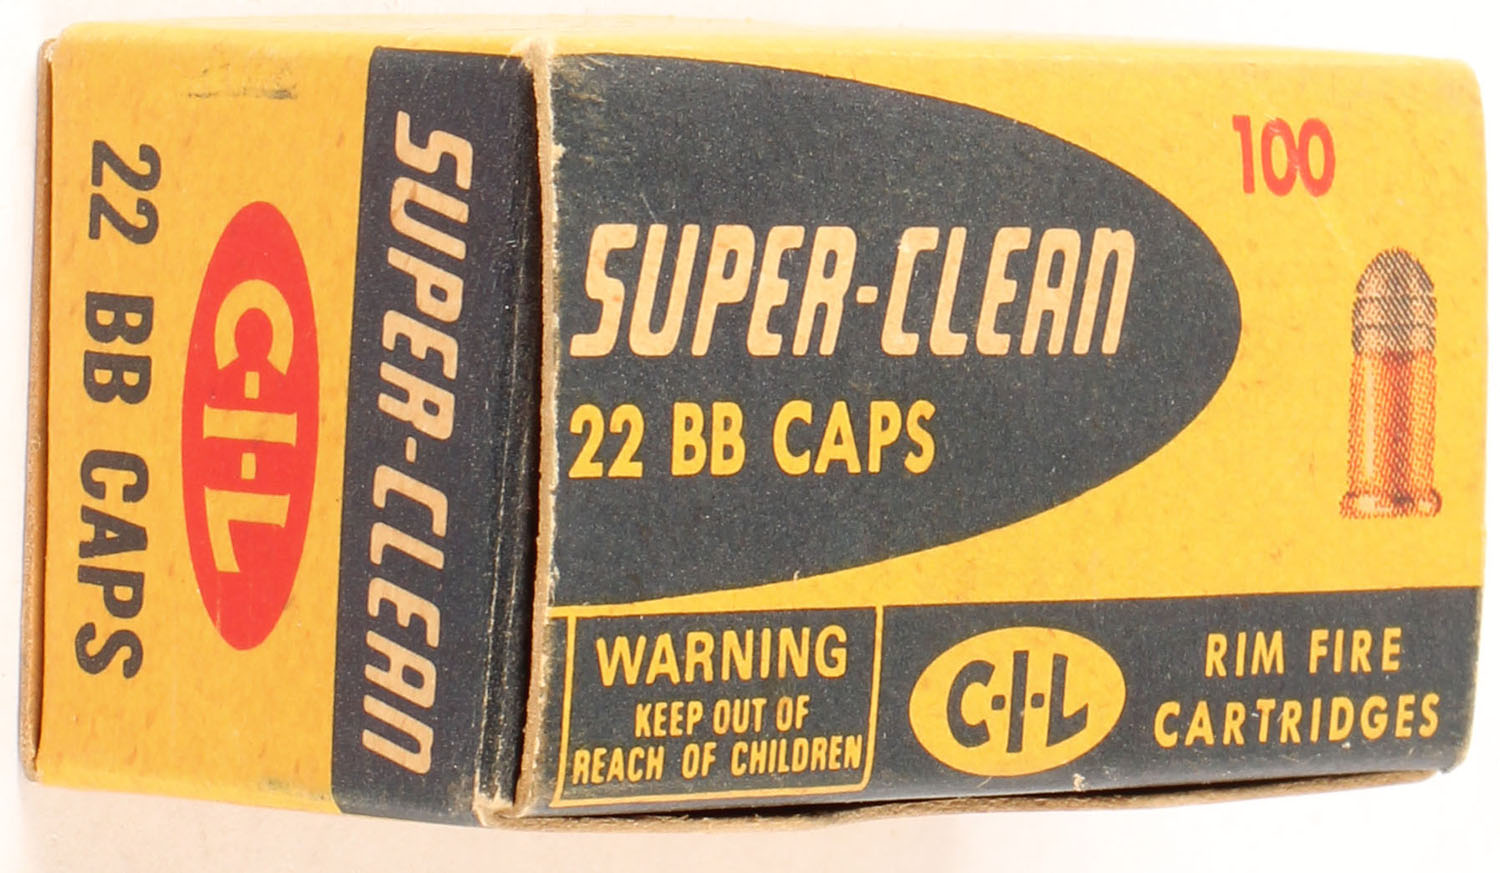 22 BB CAPS
C-I-L
SUPER-CLEAN
100
SUPER-CLEAN
22 BB CAPS
WARNING
KEEP OUT OF
REACH OF CHILDREN
C-I-L
RIM FIRE
CARTRIDGES